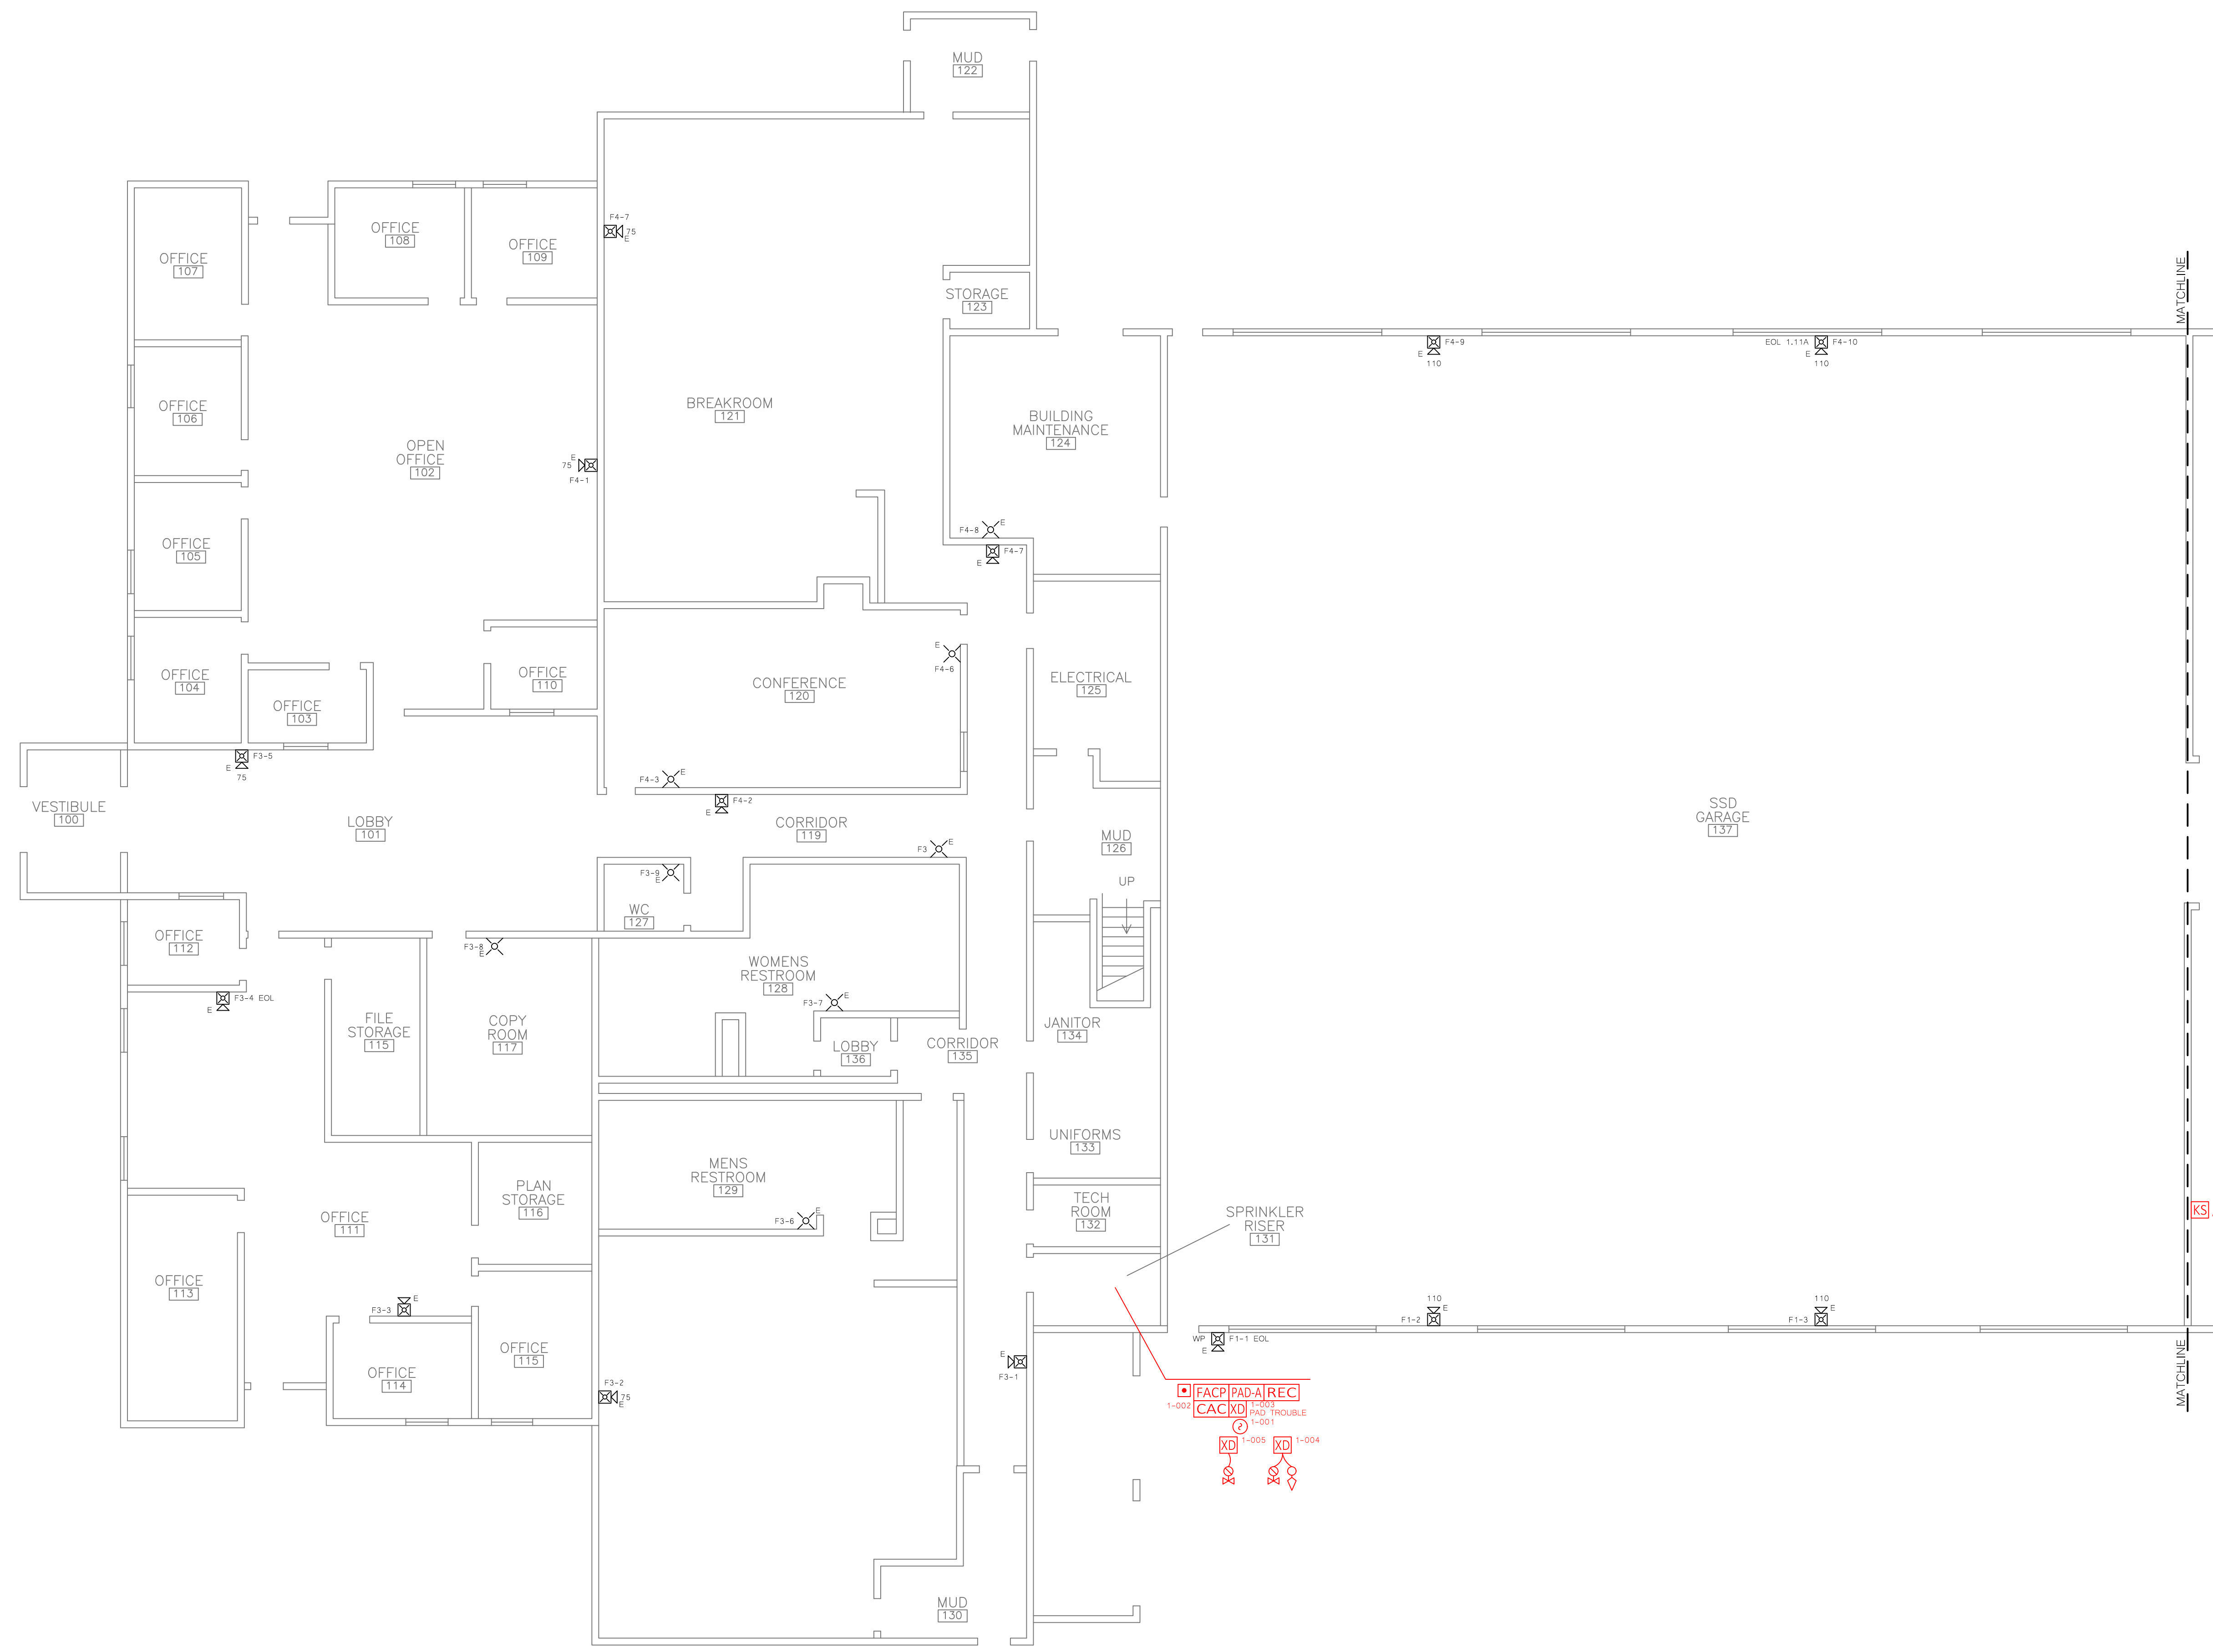 MUD
122
F4-7
75
E
OFFICE
108
OFFICE
109
OFFICE
107
MATCHLINE
STORAGE
123
F4-9
E
110
EOL 1.11A
F4-10
E
110
BREAKROOM
121
OFFICE
106
BUILDING
MAINTENANCE
124
OPEN
OFFICE
102
E
75
F4-1
F4-8
E
F4-7
E
OFFICE
105
E
F4-6
OFFICE
104
OFFICE
103
OFFICE
110
CONFERENCE
120
ELECTRICAL
125
F3-5
E
75
F4-3
E
F4-2
E
VESTIBULE
100
LOBBY
101
CORRIDOR
119
SSD
GARAGE
137
MUD
126
F3
E
F3-9
E
UP
WC
127
OFFICE
112
F3-8
E
WOMENS
RESTROOM
128
F3-4 EOL
E
F3-7
E
FILE
STORAGE
115
COPY
ROOM
117
JANITOR
134
LOBBY
136
CORRIDOR
135
UNIFORMS
133
MENS
RESTROOM
129
PLAN
STORAGE
116
TECH
ROOM
132
OFFICE
111
F3-6
E
SPRINKLER
RISER
131
KS
OFFICE
113
F3-3
E
110
F1-2
E
110
F1-3
E
WP
F1-1 EOL
E
OFFICE
115
OFFICE
114
E
F3-1
F3-2
75
E
MATCHLINE
FACP PAD-A REC
1-002
CAC XD
1-003
PAD TROUBLE
1-001
XD
1-005
XD
1-004
MUD
130